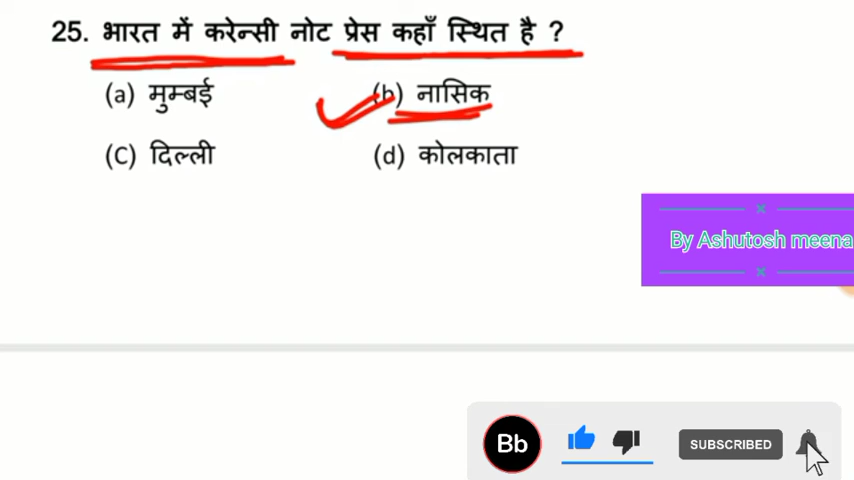 25. भारत में करेन्सी नोट प्रेस कहाँ स्थित है ?
(a) मुम्बई (b) नासिक
(C) दिल्ली (d) कोलकाता
By Ashutosh meena
Bb SUBSCRIBED